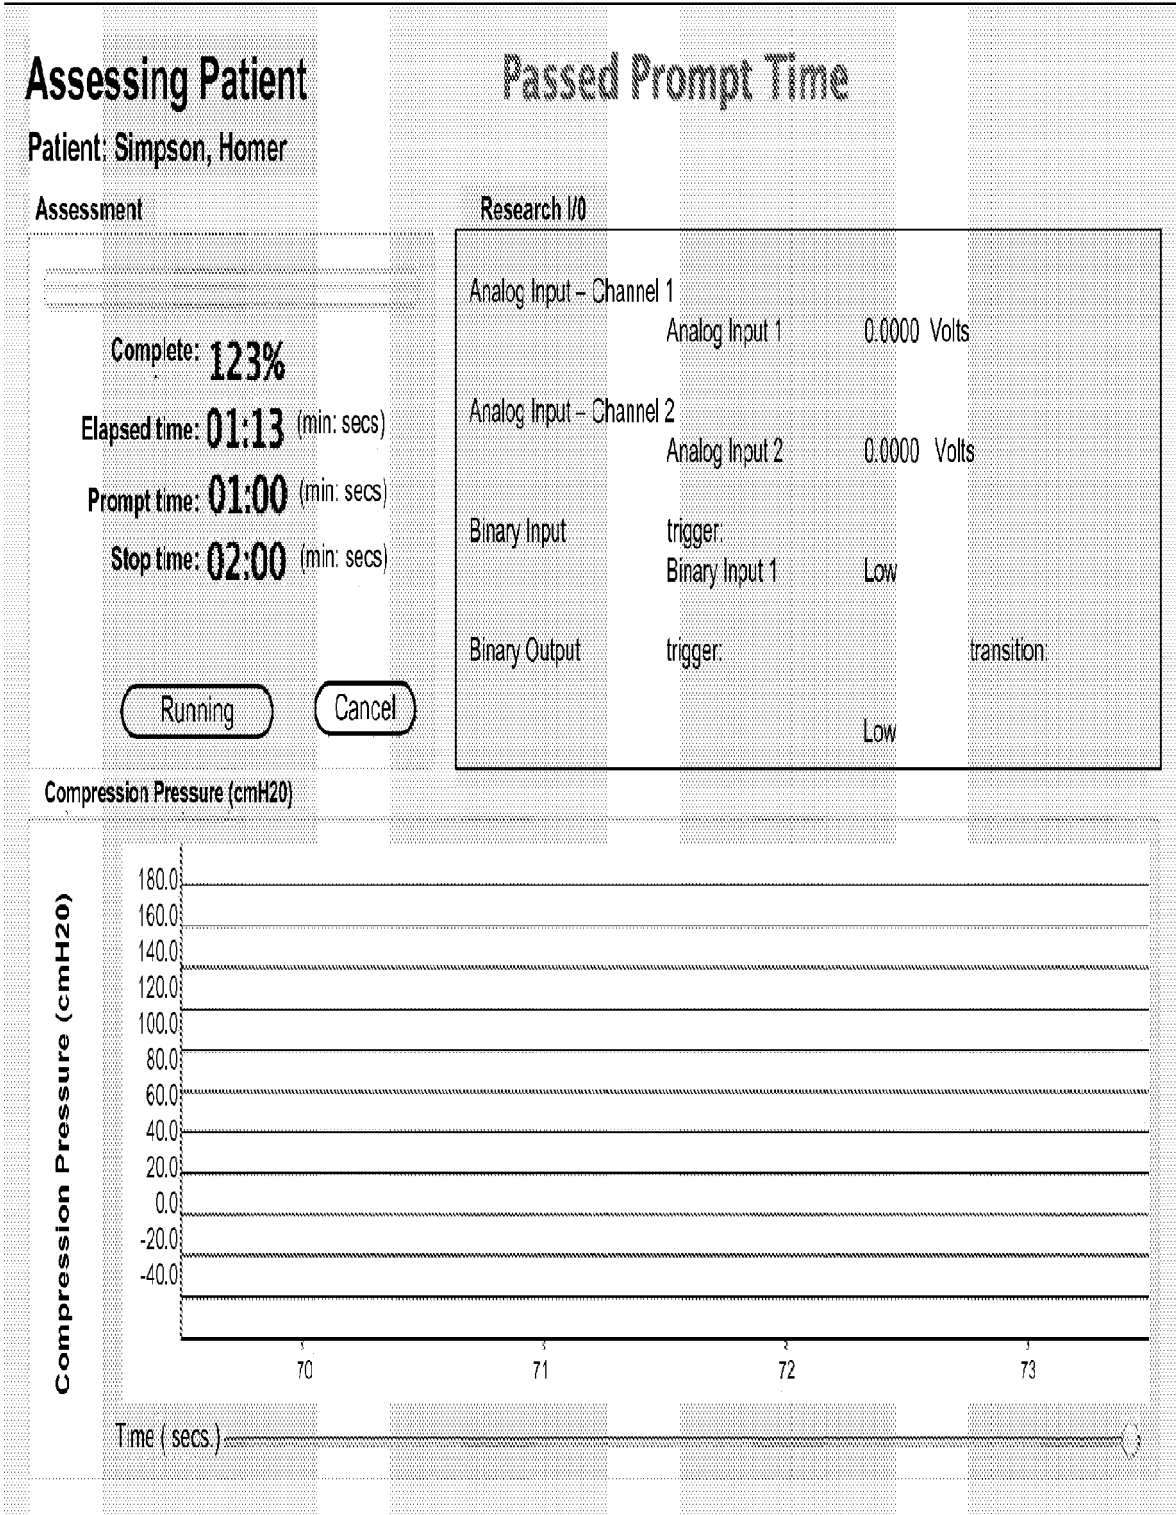 Assessing Patient
Passed Prompt Time
Patient: Simpson, Homer
Assessment
Complete: 123%
Elapsed time: 01:13 (min: secs)
Prompt time: 01:00 (min: secs)
Stop time: 02:00 (min: secs)
Running
Cancel
Research I/0
Analog Input – Channel 1
Analog Input 1 0.0000 Volts
Analog Input – Channel 2
Analog Input 2 0.0000 Volts
Binary Input trigger:
Binary Input 1 Low
Binary Output trigger: transition:
Low
Compression Pressure (cmH20)
Compression Pressure (cmH20)
180.0
160.0
140.0
120.0
100.0
80.0
60.0
40.0
20.0
0.0
-20.0
-40.0
70 71 72 73
Time ( secs.)